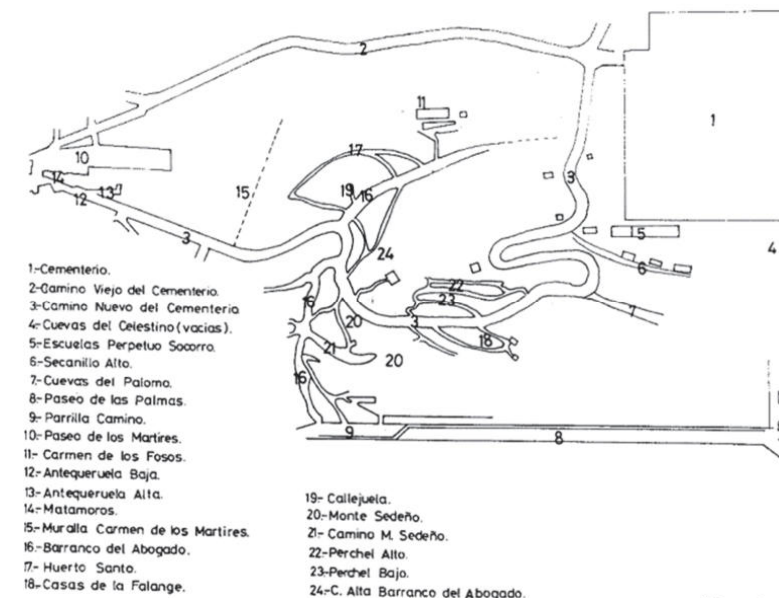 2
11
1
10
17
14
13
12
15
19
16
3
3
5
4
24
6
22
23
7
16
20
3
18
21
20
16
9
8
1:-Cementerio.
2:-Camino Viejo del Cementerio.
3:-Camino Nuevo del Cementerio
4:-Cuevas del Celestino (vacias).
5:-Escuelas Perpetuo Socorro.
6:-Secanillo Alto.
7:-Cuevas del Palomo.
8:-Paseo de las Palmas.
9:-Parrilla Camino.
10:-Paseo de los Martires.
11:- Carmen de los Fosos.
12:-Antequeruela Baja.
13:-Antequeruela Alta.
14:-Matamoros.
15:-Muralla Carmen de los Martires.
16:-Barranco del Abogado.
17:- Huerto Santo.
18:-Casas de la Falange.
19:- Callejuela.
20:-Monte Sedeño.
21:- Camino M. Sedeño.
22:-Perchel Alto.
23:-Perchel Bajo.
24:-C. Alta Barranco del Abogado.